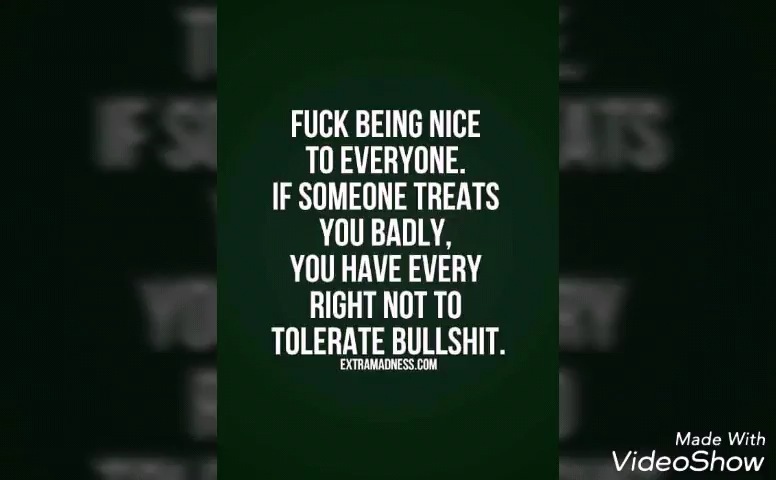 FUCK BEING NICE
TO EVERYONE.
IF SOMEONE TREATS
YOU BADLY,
YOU HAVE EVERY
RIGHT NOT TO
TOLERATE BULLSHIT.
EXTRAMADNESS.COM
Made With
VideoShow